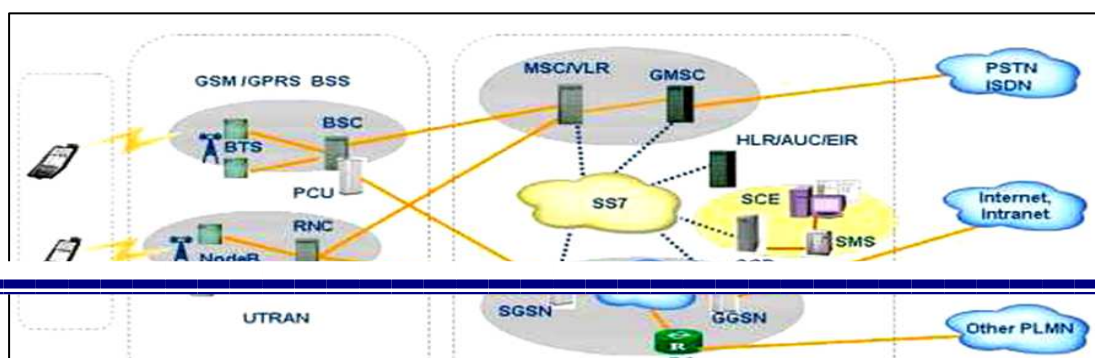 GSM /GPRS BSS
MSC/VLR
GMSC
PSTN
ISDN
BSC
BTS
HLR/AUC/EIR
PCU
SS7
SCE
Internet,
Intranet
RNC
SMS
NodeB
SGSN
GGSN
UTRAN
Other PLMN
R